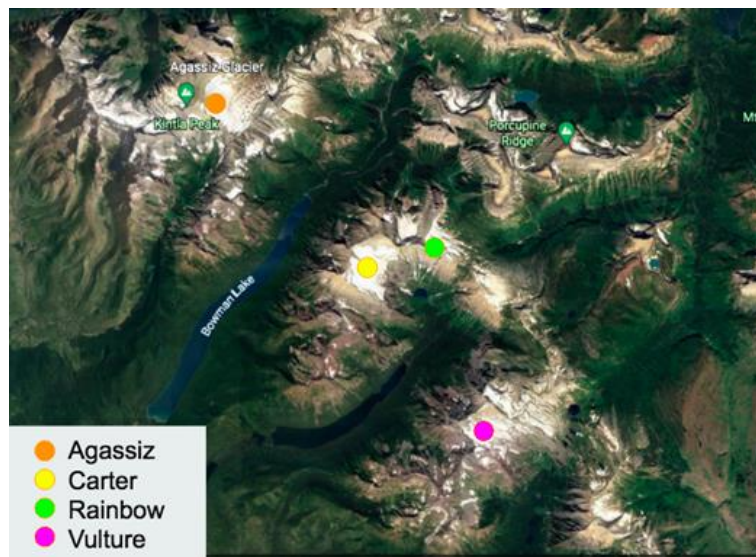 Agassiz Glacier
Kintla Peak
Porcupine
Ridge
Bowman Lake
Agassiz
Carter
Rainbow
Vulture